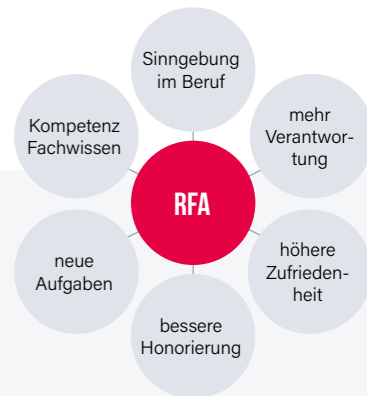 Sinngebung
im Beruf
Kompetenz
Fachwissen
mehr
Verantwor-
tung
RFA
neue
Aufgaben
höhere
Zufrieden-
heit
bessere
Honorierung